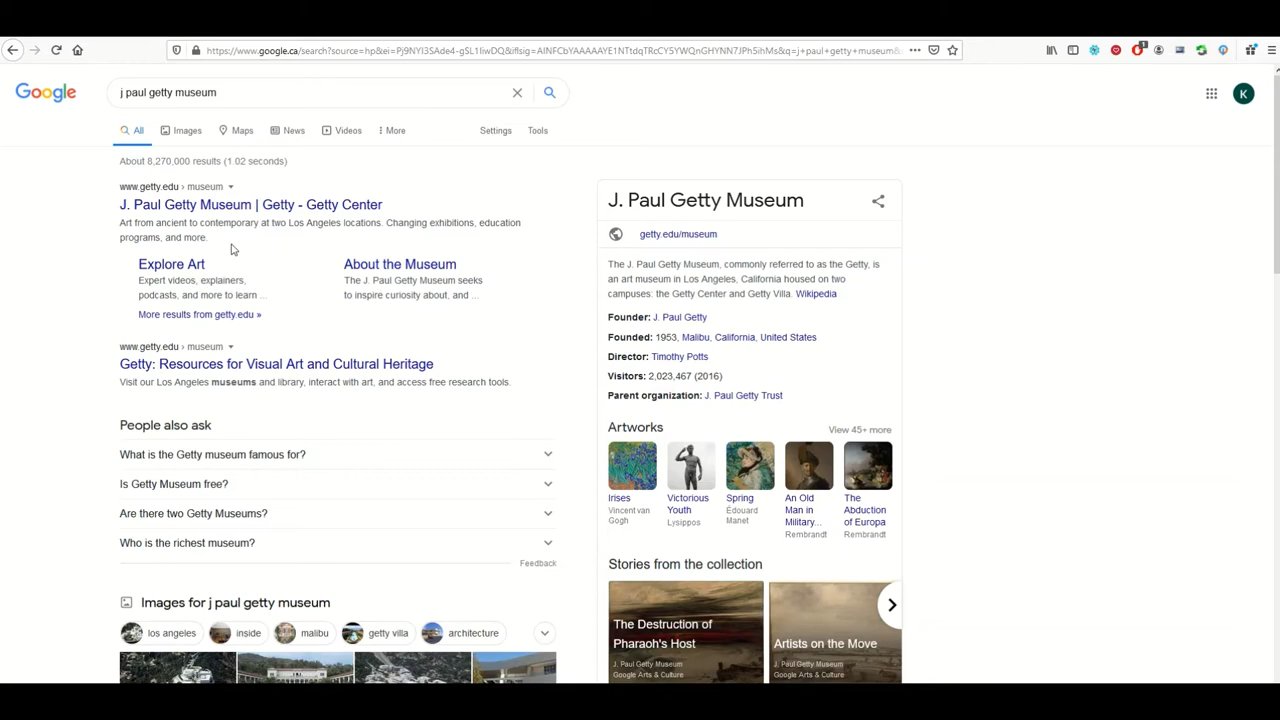 https://www.google.ca/search?source=hp&ei=Pj9NYI3SAde4-gSL1IiwDQ&iflsig=AINFCbYAAAAAYE1NTtdqTRcCY5YWQnGHYNN7JPh5ihMs&q=j+paul+getty+museum&
Google
j paul getty museum
K
All
Images
Maps
News
Videos
More
Settings
Tools
About 8,270,000 results (1.02 seconds)
www.getty.edu › museum
J. Paul Getty Museum | Getty - Getty Center
Art from ancient to contemporary at two Los Angeles locations. Changing exhibitions, education
programs, and more.
Explore Art
Expert videos, explainers,
podcasts, and more to learn ...
About the Museum
The J. Paul Getty Museum seeks
to inspire curiosity about, and ...
More results from getty.edu »
www.getty.edu › museum
Getty: Resources for Visual Art and Cultural Heritage
Visit our Los Angeles museums and library, interact with art, and access free research tools.
People also ask
What is the Getty museum famous for?
Is Getty Museum free?
Are there two Getty Museums?
Who is the richest museum?
Feedback
Images for j paul getty museum
los angeles
inside
malibu
getty villa
architecture
J. Paul Getty Museum
getty.edu/museum
The J. Paul Getty Museum, commonly referred to as the Getty, is
an art museum in Los Angeles, California housed on two
campuses: the Getty Center and Getty Villa. Wikipedia
Founder: J. Paul Getty
Founded: 1953, Malibu, California, United States
Director: Timothy Potts
Visitors: 2,023,467 (2016)
Parent organization: J. Paul Getty Trust
Artworks
View 45+ more
Irises
Vincent van
Gogh
Victorious
Youth
Lysippos
Spring
Édouard
Manet
An Old
Man in
Military...
Rembrandt
The
Abduction
of Europa
Rembrandt
Stories from the collection
The Destruction of
Pharaoh's Host
J. Paul Getty Museum
Google Arts & Culture
Artists on the Move
J. Paul Getty Museum
Google Arts & Culture